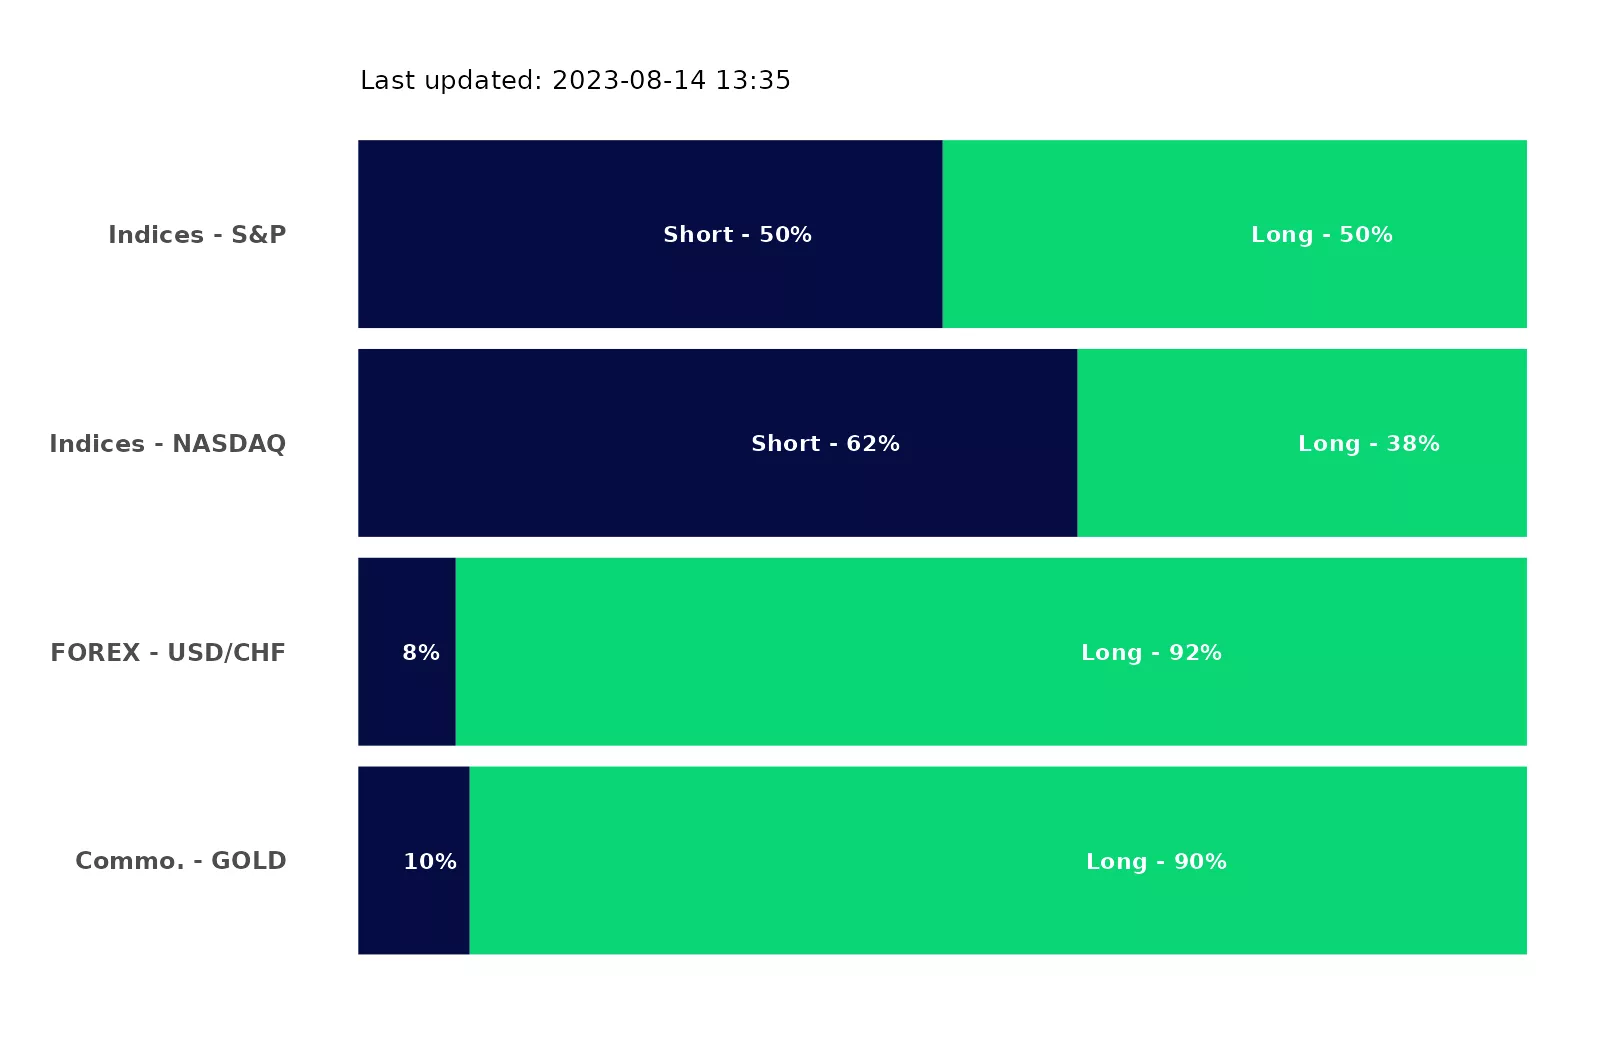 Last updated: 2023-08-14 13:35
Indices - S&P Short - 50% Long - 50%
Indices - NASDAQ Short - 62% Long - 38%
FOREX - USD/CHF 8% Long - 92%
Commo. - GOLD 10% Long - 90%